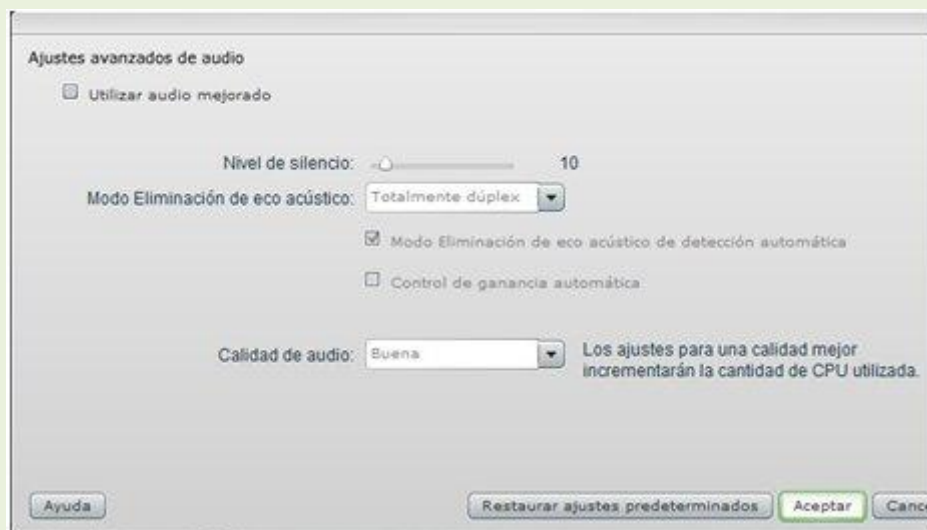 Ajustes avanzados de audio
Utilizar audio mejorado
Nivel de silencio: 10
Modo Eliminación de eco acústico: Totalmente dúplex
Modo Eliminación de eco acústico de detección automática
Control de ganancia automática
Calidad de audio: Buena
Los ajustes para una calidad mejor
incrementarán la cantidad de CPU utilizada.
Ayuda
Restaurar ajustes predeterminados
Aceptar
Cance